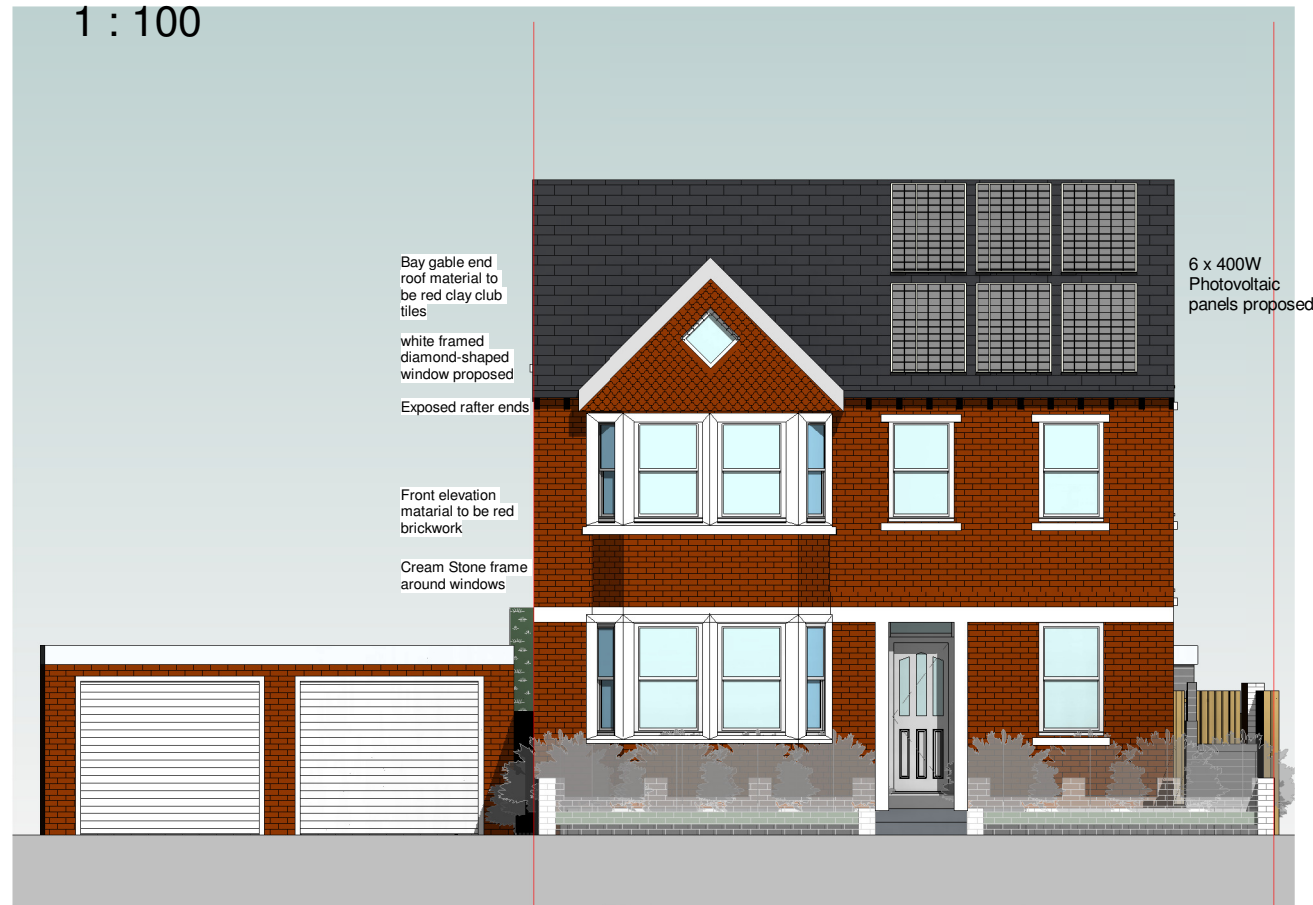 1 : 100
Bay gable end
roof material to
be red clay club
tiles
white framed
diamond-shaped
window proposed
Exposed rafter ends
Front elevation
matarial to be red
brickwork
Cream Stone frame
around windows
6 x 400W
Photovoltaic
panels proposed